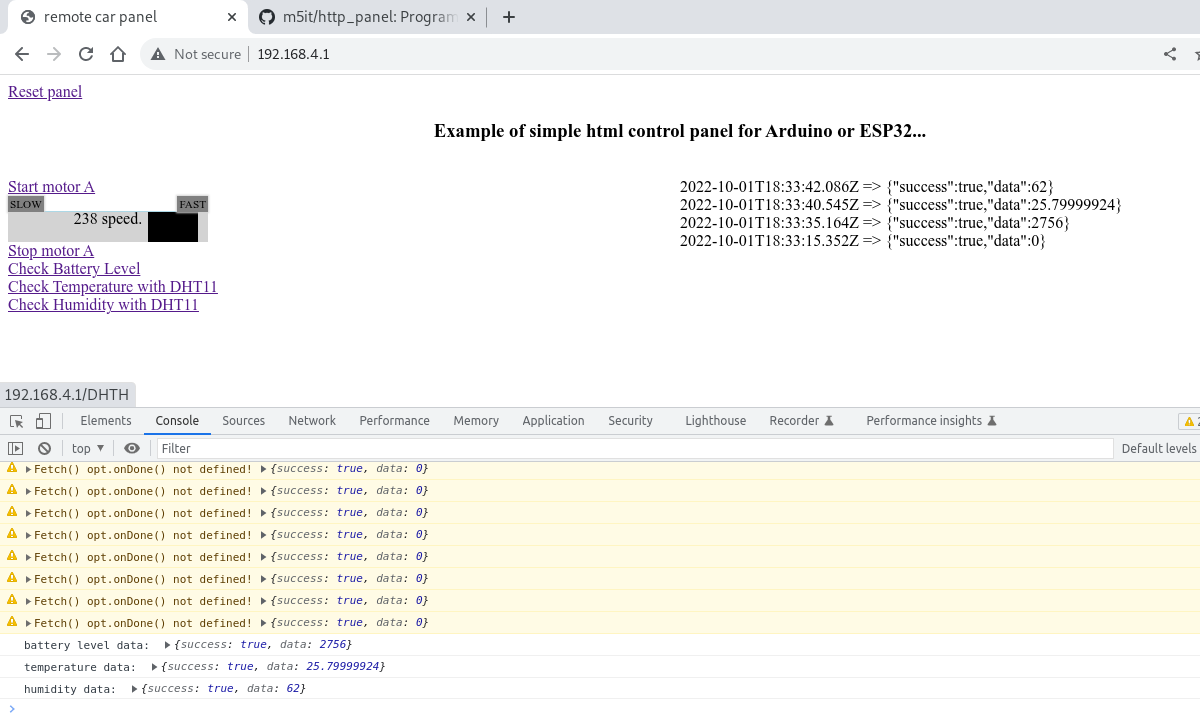 remote car panel
m5it/http_panel: Program
Not secure
192.168.4.1
Reset panel
Example of simple html control panel for Arduino or ESP32...
Start motor A
SLOW
FAST
238 speed.
Stop motor A
Check Battery Level
Check Temperature with DHT11
Check Humidity with DHT11
2022-10-01T18:33:42.086Z => {"success":true,"data":62}
2022-10-01T18:33:40.545Z => {"success":true,"data":25.79999924}
2022-10-01T18:33:35.164Z => {"success":true,"data":2756}
2022-10-01T18:33:15.352Z => {"success":true,"data":0}
192.168.4.1/DHTH
Elements Console Sources Network Performance Memory Application Security Lighthouse Recorder Performance insights
top Filter Default levels
Fetch() opt.onDone() not defined! {success: true, data: 0}
Fetch() opt.onDone() not defined! {success: true, data: 0}
Fetch() opt.onDone() not defined! {success: true, data: 0}
Fetch() opt.onDone() not defined! {success: true, data: 0}
Fetch() opt.onDone() not defined! {success: true, data: 0}
Fetch() opt.onDone() not defined! {success: true, data: 0}
Fetch() opt.onDone() not defined! {success: true, data: 0}
Fetch() opt.onDone() not defined! {success: true, data: 0}
battery level data: {success: true, data: 2756}
temperature data: {success: true, data: 25.79999924}
humidity data: {success: true, data: 62}